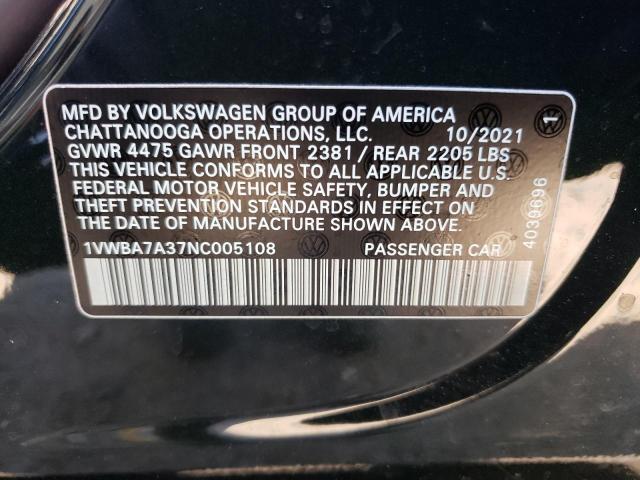 MFD BY VOLKSWAGEN GROUP OF AMERICA
CHATTANOOGA OPERATIONS, LLC. 10/2021
GVWR 4475 GAWR FRONT 2381 / REAR 2205 LBS
THIS VEHICLE CONFORMS TO ALL APPLICABLE U.S.
FEDERAL MOTOR VEHICLE SAFETY, BUMPER AND
THEFT PREVENTION STANDARDS IN EFFECT ON
THE DATE OF MANUFACTURE SHOWN ABOVE.
1VWBA7A37NC005108 PASSENGER CAR
4039696
1